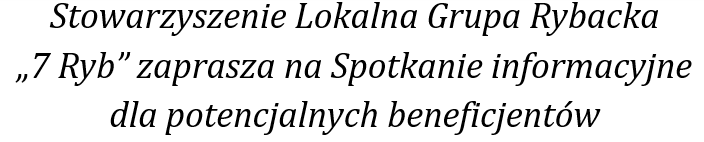 Stowarzyszenie Lokalna Grupa Rybacka
„7 Ryb” zaprasza na Spotkanie informacyjne
dla potencjalnych beneficjentów